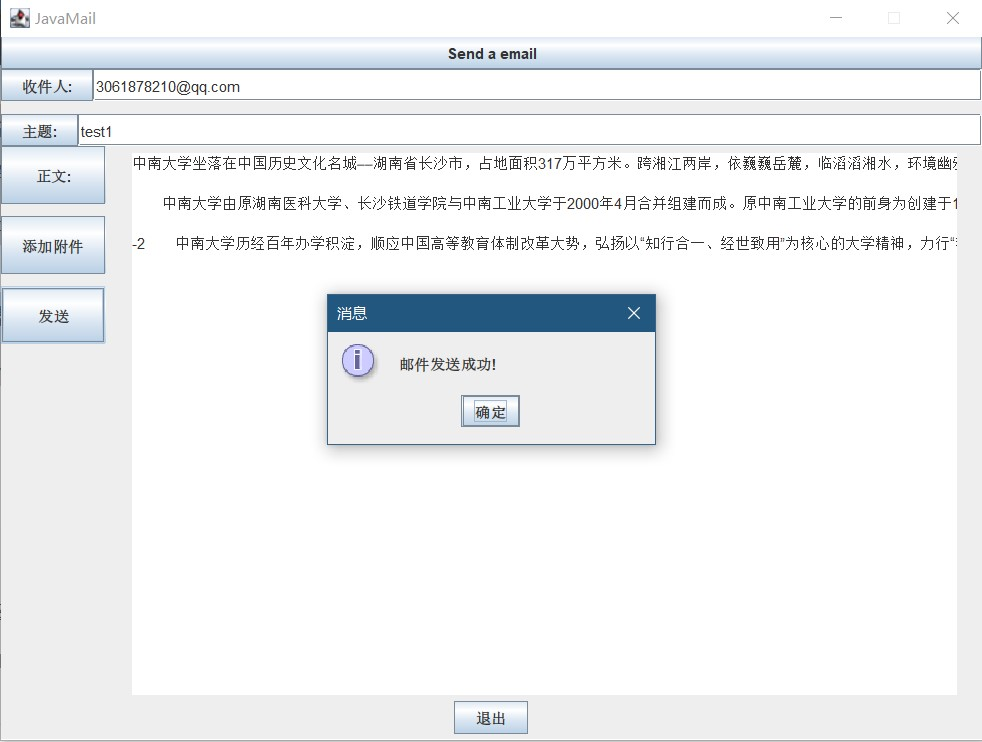 JavaMail
Send a email
收件人:
3061878210@qq.com
主题:
test1
正文:
中南大学坐落在中国历史文化名城—湖南省长沙市，占地面积317万平方米。跨湘江两岸，依巍巍岳麓，临滔滔湘水，环境幽
中南大学由原湖南医科大学、长沙铁道学院与中南工业大学于2000年4月合并组建而成。原中南工业大学的前身为创建于1
添加附件
-2 中南大学历经百年办学积淀，顺应中国高等教育体制改革大势，弘扬以“知行合一、经世致用”为核心的大学精神，力行“
发送
消息
邮件发送成功!
确定
退出